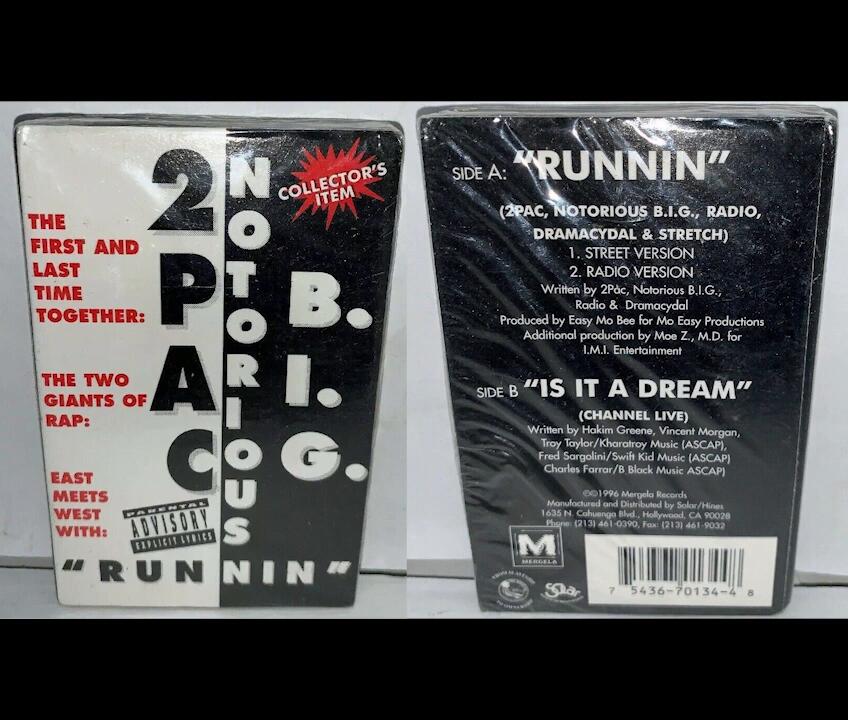 2PAC
NOTORIOUS
B.I.G.
COLLECTOR'S
ITEM
THE
FIRST AND
LAST
TIME
TOGETHER:
THE TWO
GIANTS OF
RAP:
EAST
MEETS
WEST
WITH:
PARENTAL
ADVISORY
EXPLICIT LYRICS
"RUNNIN"
SIDE A: "RUNNIN"
(2PAC, NOTORIOUS B.I.G., RADIO,
DRAMACYDAL & STRETCH)
1. STREET VERSION
2. RADIO VERSION
Written by 2Pac, Notorious B.I.G.,
Radio & Dramacydal
Produced by Easy Mo Bee for Mo Easy Productions
Additional production by Moe Z., M.D. for
I.M.I. Entertainment
SIDE B "IS IT A DREAM"
(CHANNEL LIVE)
Written by Hakim Greene, Vincent Morgan,
Troy Taylor/Kharatroy Music (ASCAP),
Fred Sargolini/Swift Kid Music (ASCAP)
Charles Farrar/B Black Music ASCAP)
℗©1996 Mergela Records
Manufactured and Distributed by Solar/Hines
1635 N. Cahuenga Blvd., Hollywood, CA 90028
Phone: (213) 461-0390, Fax: (213) 461-9032
M
MERGELA
Solar
7 5436-70134-4 8